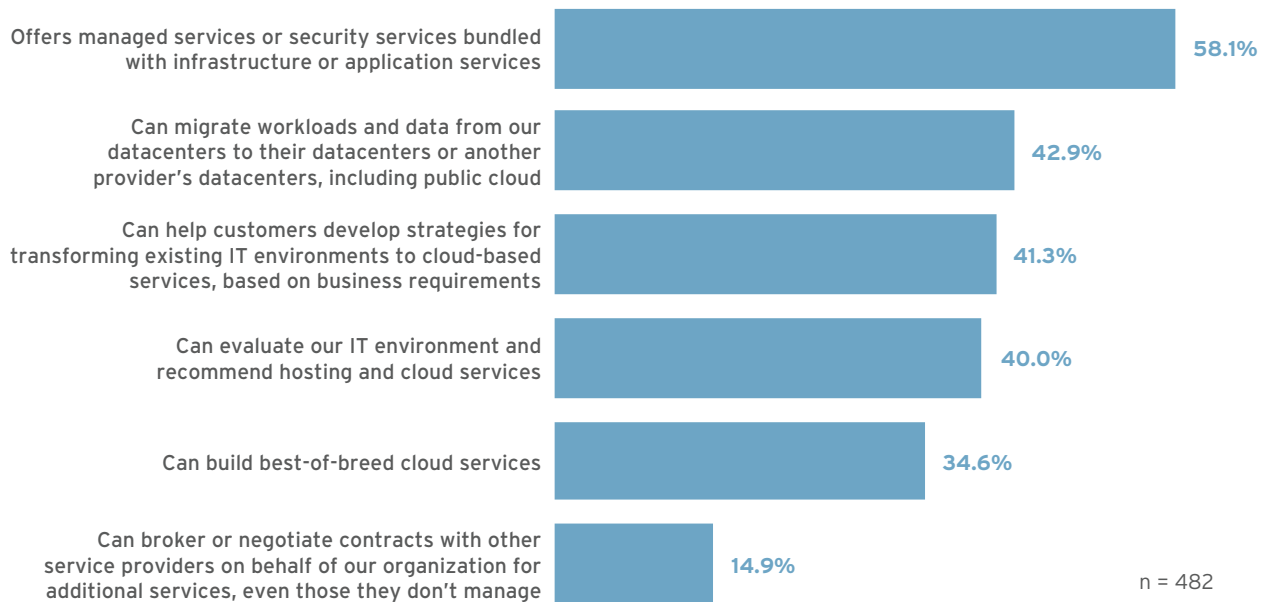 Offers managed services or security services bundled
with infrastructure or application services
58.1%
Can migrate workloads and data from our
datacenters to their datacenters or another
provider’s datacenters, including public cloud
42.9%
Can help customers develop strategies for
transforming existing IT environments to cloud-based
services, based on business requirements
41.3%
Can evaluate our IT environment and
recommend hosting and cloud services
40.0%
Can build best-of-breed cloud services
34.6%
Can broker or negotiate contracts with other
service providers on behalf of our organization for
additional services, even those they don’t manage
14.9%
n = 482